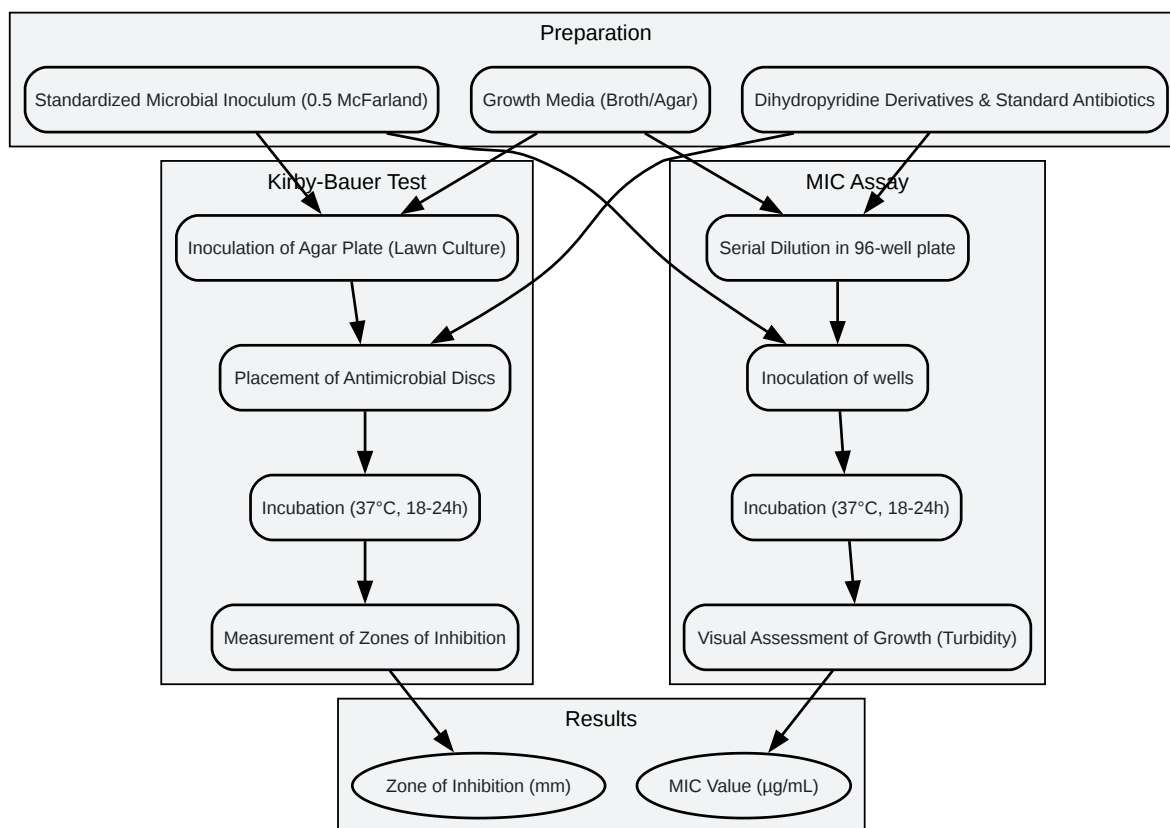 Preparation
Standardized Microbial Inoculum (0.5 McFarland)
Growth Media (Broth/Agar)
Dihydropyridine Derivatives & Standard Antibiotics
Kirby-Bauer Test
MIC Assay
Inoculation of Agar Plate (Lawn Culture)
Serial Dilution in 96-well plate
Placement of Antimicrobial Discs
Inoculation of wells
Incubation (37°C, 18-24h)
Incubation (37°C, 18-24h)
Measurement of Zones of Inhibition
Visual Assessment of Growth (Turbidity)
Results
Zone of Inhibition (mm)
MIC Value (µg/mL)